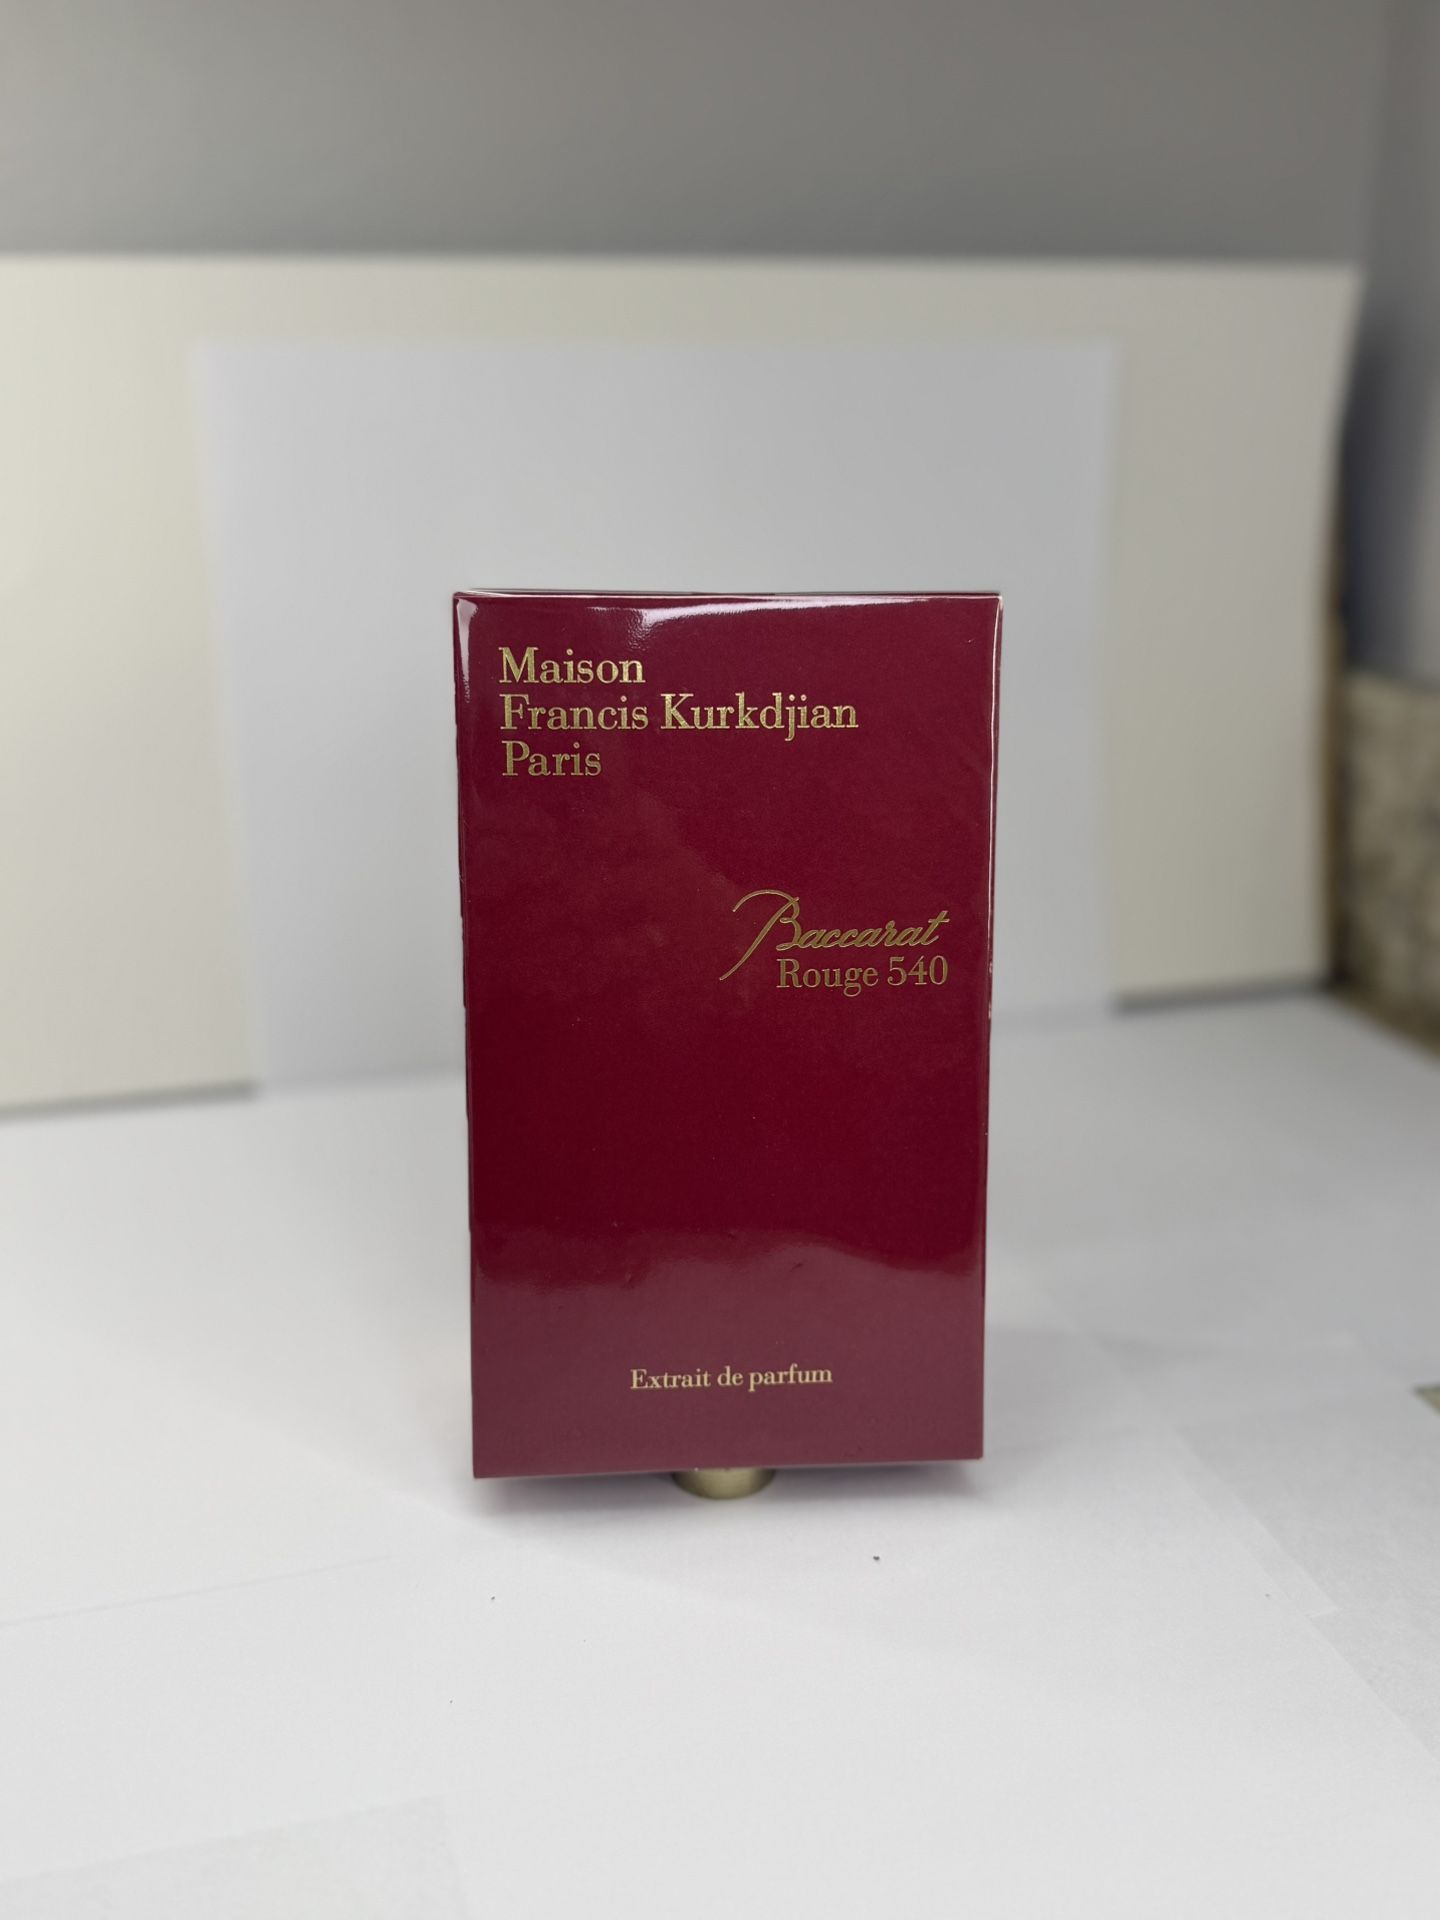 Maison
Francis Kurkdjian
Paris
Baccarat
Rouge 540
Extrait de parfum